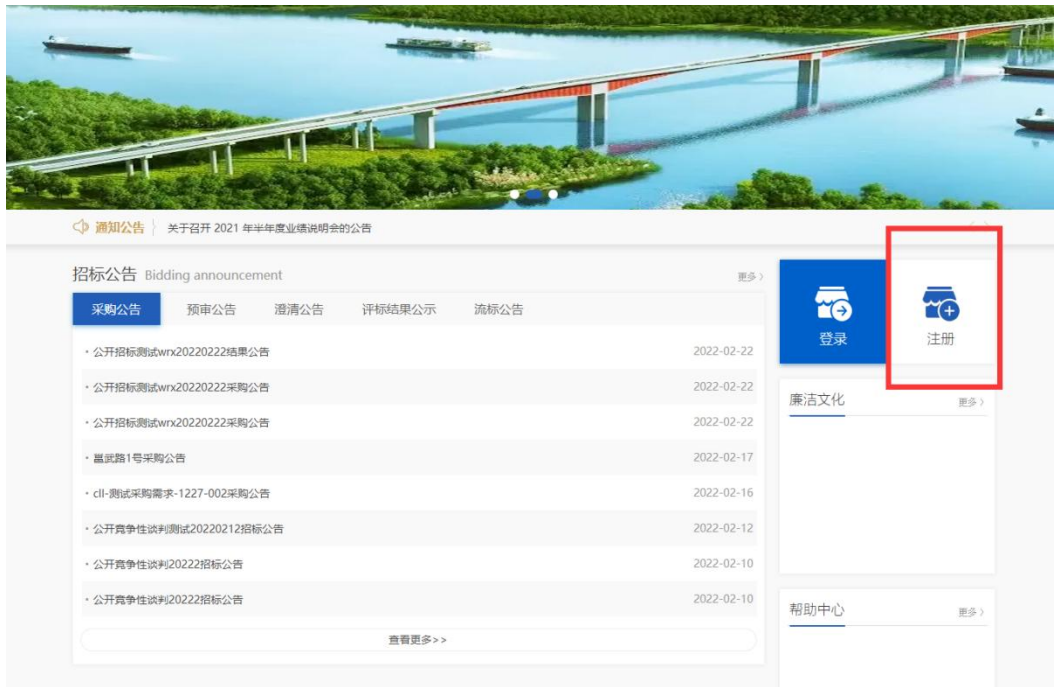 通知公告 关于召开 2021 年半年度业绩说明会的公告
招标公告 Bidding announcement 更多
采购公告 预审公告 澄清公告 评标结果公示 流标公告
· 公开招标测试wrx20220222结果公告 2022-02-22
· 公开招标测试wrx20220222采购公告 2022-02-22
· 公开招标测试wrx20220222采购公告 2022-02-22
· 邕武路1号采购公告 2022-02-17
· cll-测试采购需求-1227-002采购公告 2022-02-16
· 公开竞争性谈判测试20220212招标公告 2022-02-12
· 公开竞争性谈判20222招标公告 2022-02-10
· 公开竞争性谈判20222招标公告 2022-02-10
查看更多>>
登录
注册
廉洁文化 更多
帮助中心 更多